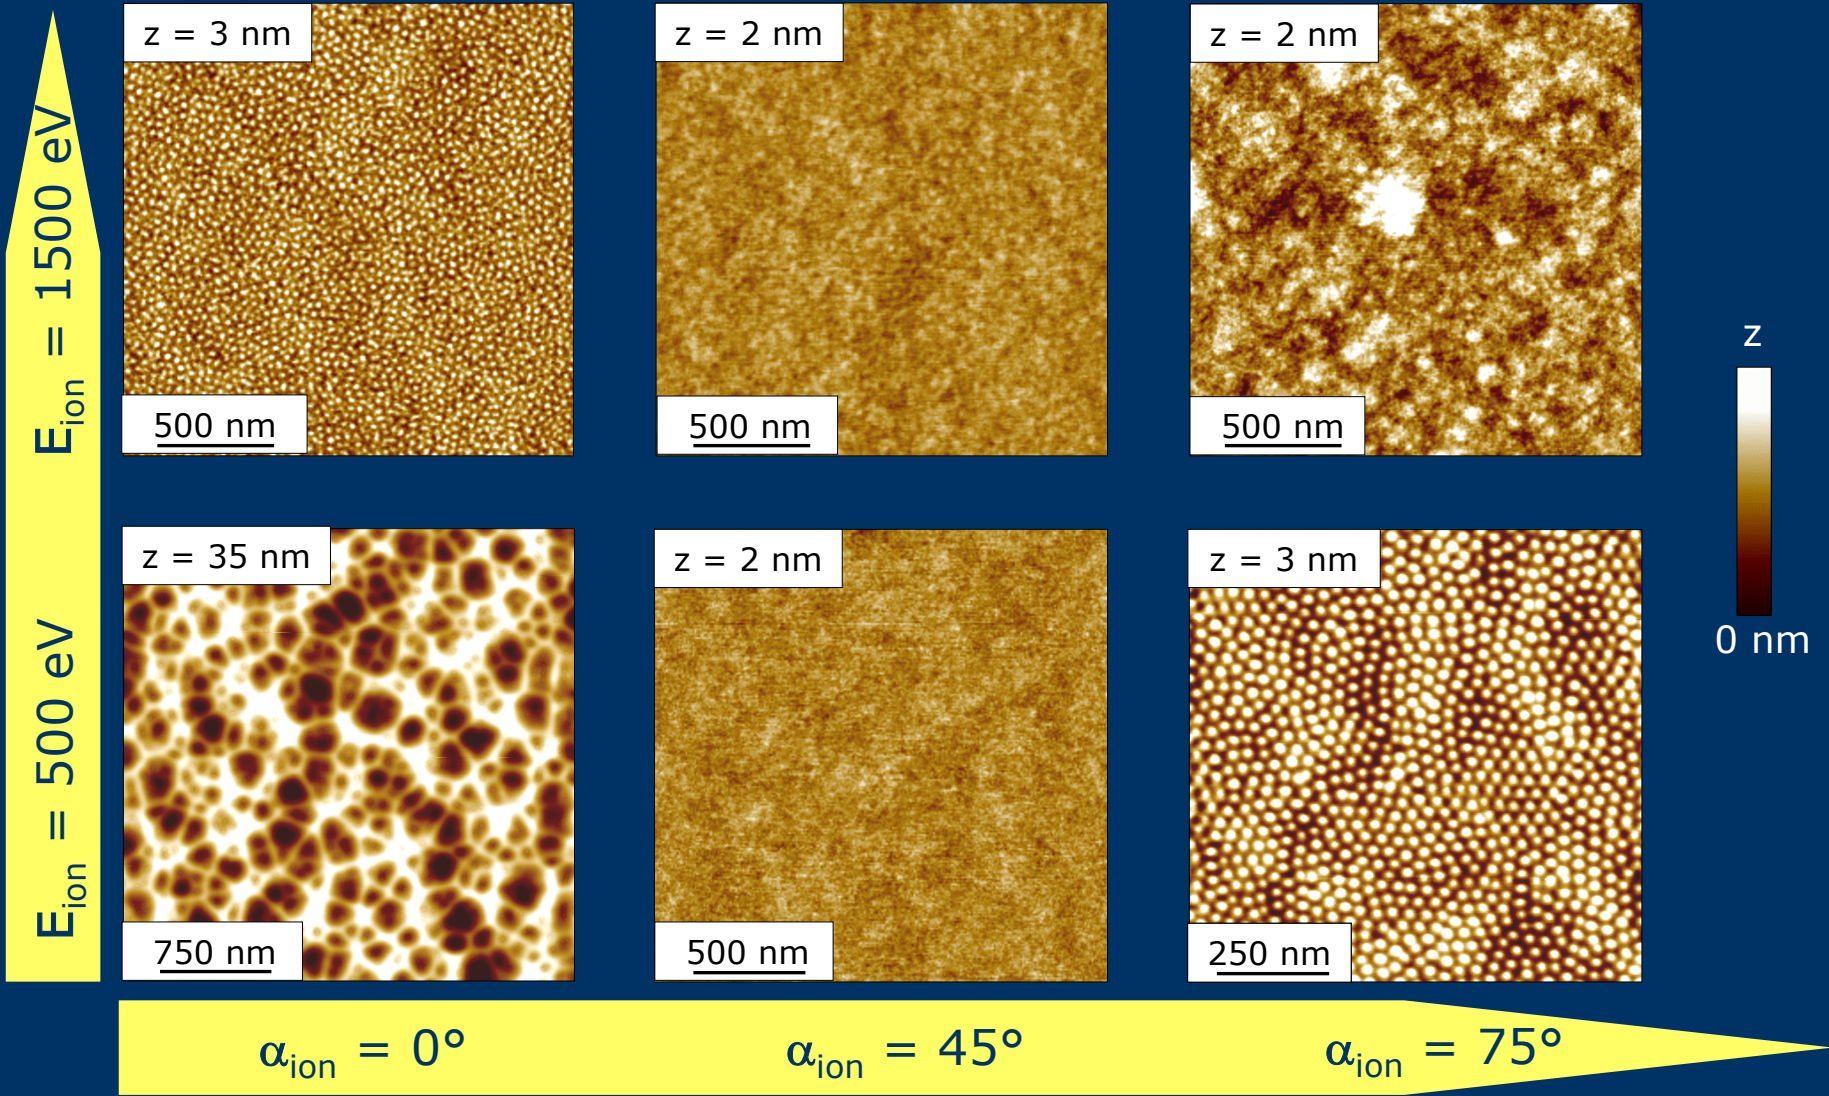 E_ion = 1500 eV
z = 3 nm
500 nm
z = 2 nm
500 nm
z = 2 nm
500 nm
z
0 nm
E_ion = 500 eV
z = 35 nm
750 nm
z = 2 nm
500 nm
z = 3 nm
250 nm
α_ion = 0°
α_ion = 45°
α_ion = 75°